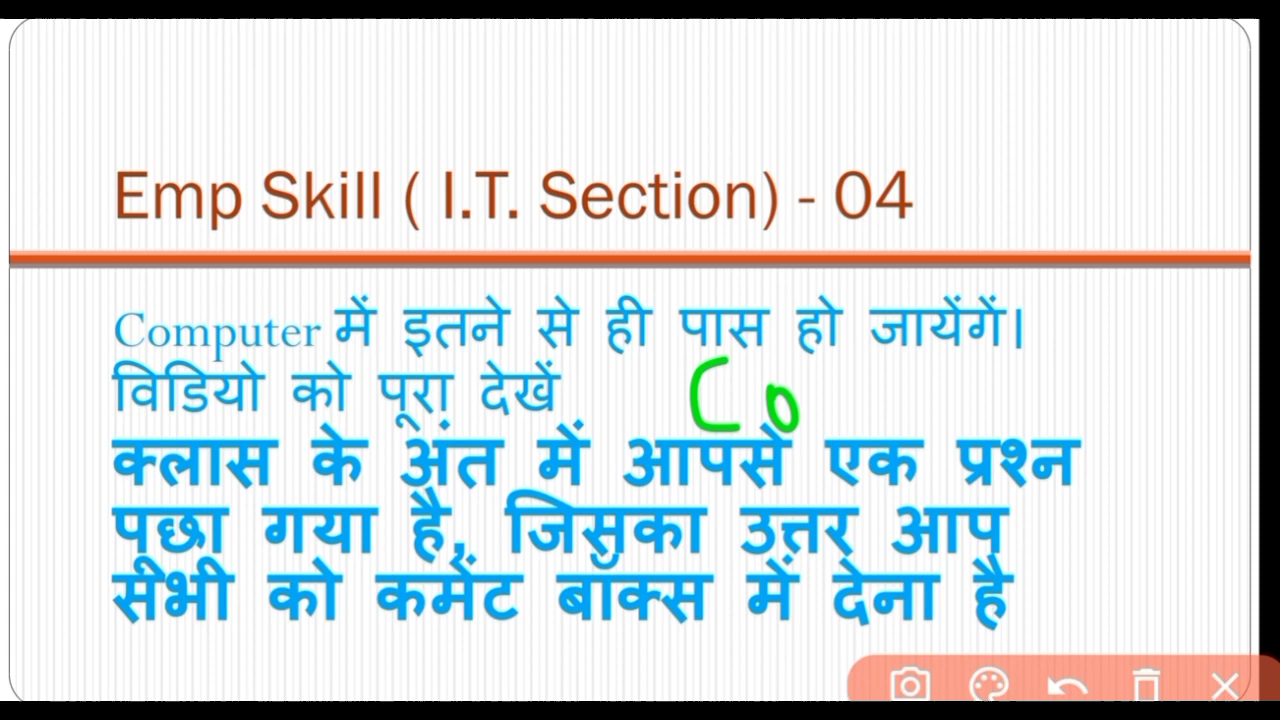 Emp Skill ( I.T. Section) - 04
Computer में इतने से ही पास हो जायेंगें।
विडियो को पूरा देखें
Co
क्लास के अंत में आपसे एक प्रश्न
पूछा गया है, जिसका उत्तर आप
सभी को कमेंट बॉक्स में देना है